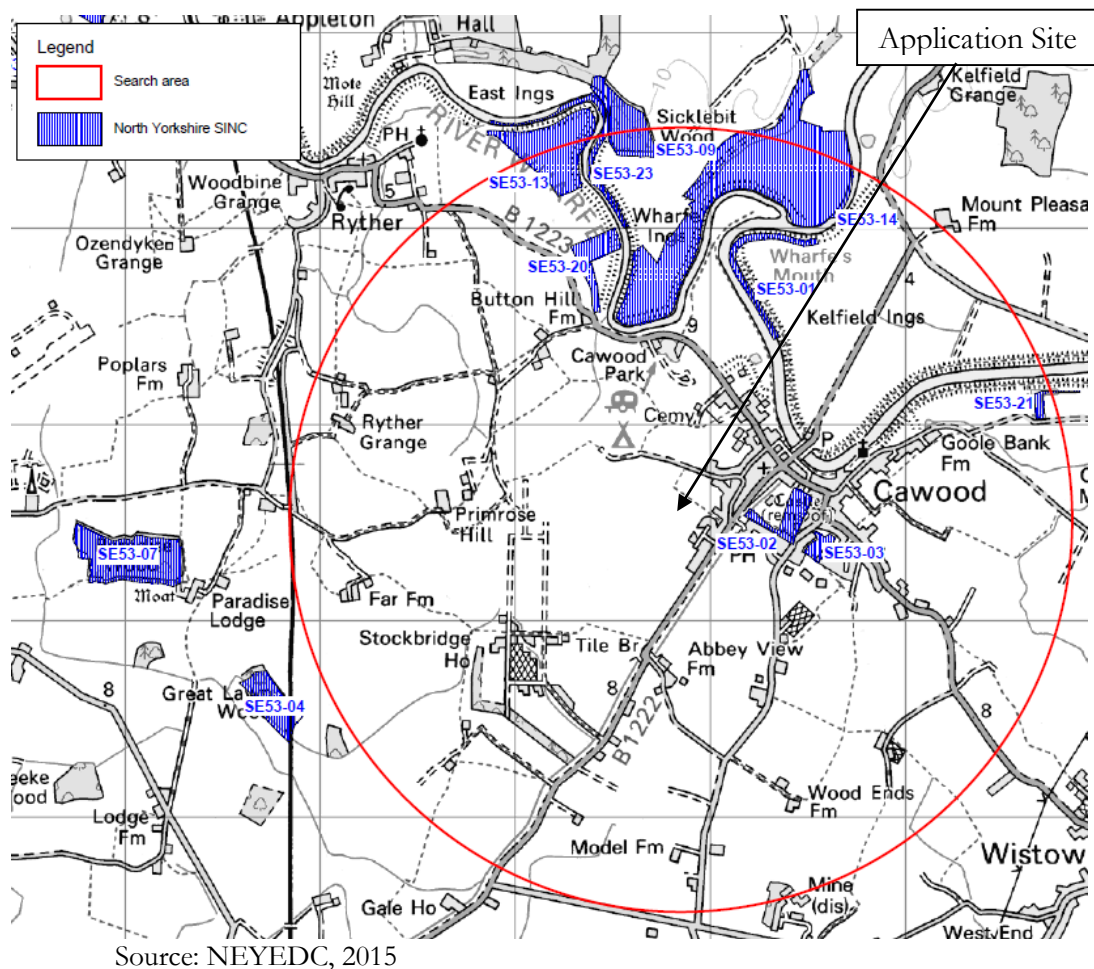 Appleton
Hall
Application Site
Legend
Search area
North Yorkshire SINC
Mote
Hill
East Ings
Kelfield
Grange
PH
RIVER
Sicklebit
Wood
SE53-09
Woodbine
Grange
SE53-13
SE53-23
5
Ryther
Mount Pleasa
Fm
Ozendyke
Grange
B 1223
Wharfe
Ings
SE53-14
SE53-20
Wharfe's
Mouth
SE53-01
4
Button Hill
Fm
9
Kelfield Ings
Poplars
Fm
Cawood
Park
Cemy
SE53-21
Ryther
Grange
P
Goole Bank
Fm
Cawood
Primrose
Hill
SE53-02
SE53-03
PH
SE53-07
Moat
Paradise
Lodge
Far Fm
Stockbridge
Ho
Tile Br
Abbey View
Fm
8
8
8
SE53-04
B1222
Wood Ends
Fm
Lodge
Fm
Model Fm
Wistow
Mine
(dis)
Gale Ho
West End
10
Source: NEYEDC, 2015